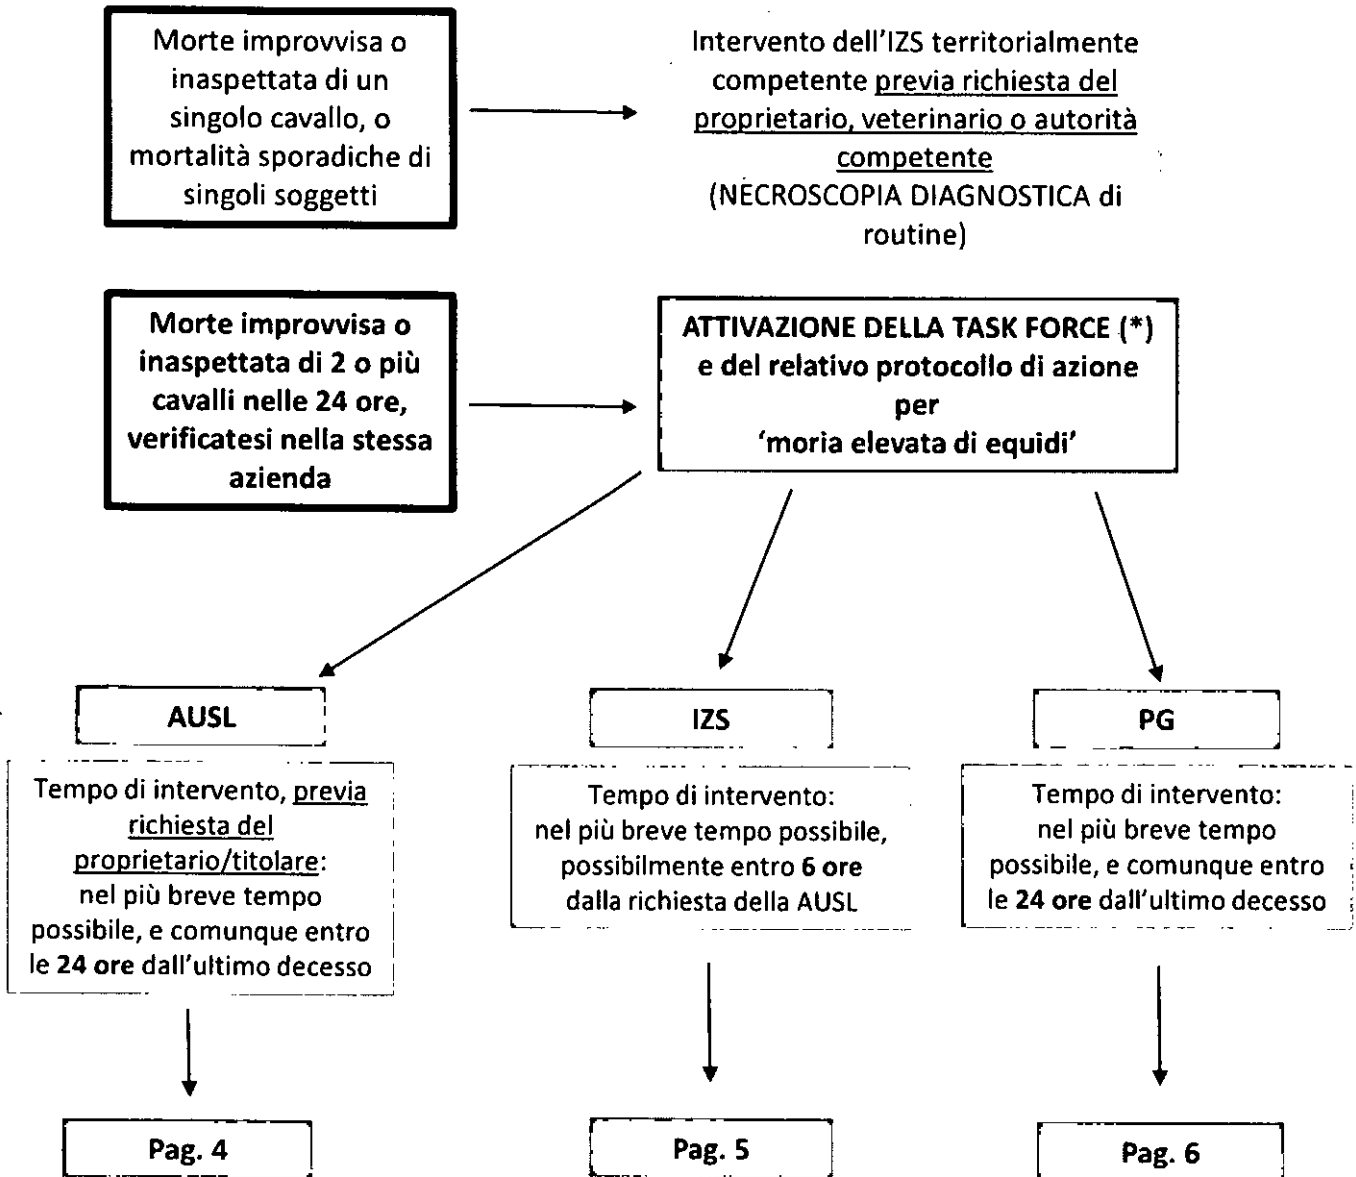 Morte improvvisa o
inaspettata di un
singolo cavallo, o
mortalità sporadiche di
singoli soggetti
Intervento dell'IZS territorialmente
competente previa richiesta del
proprietario, veterinario o autorità
competente
(NECROSCOPIA DIAGNOSTICA di
routine)
Morte improvvisa o
inaspettata di 2 o più
cavalli nelle 24 ore,
verificatesi nella stessa
azienda
ATTIVAZIONE DELLA TASK FORCE (*)
e del relativo protocollo di azione
per
'moria elevata di equidi'
AUSL
Tempo di intervento, previa
richiesta del
proprietario/titolare:
nel più breve tempo
possibile, e comunque entro
le 24 ore dall'ultimo decesso
Pag. 4
IZS
Tempo di intervento:
nel più breve tempo possibile,
possibilmente entro 6 ore
dalla richiesta della AUSL
Pag. 5
PG
Tempo di intervento:
nel più breve tempo
possibile, e comunque entro
le 24 ore dall'ultimo decesso
Pag. 6